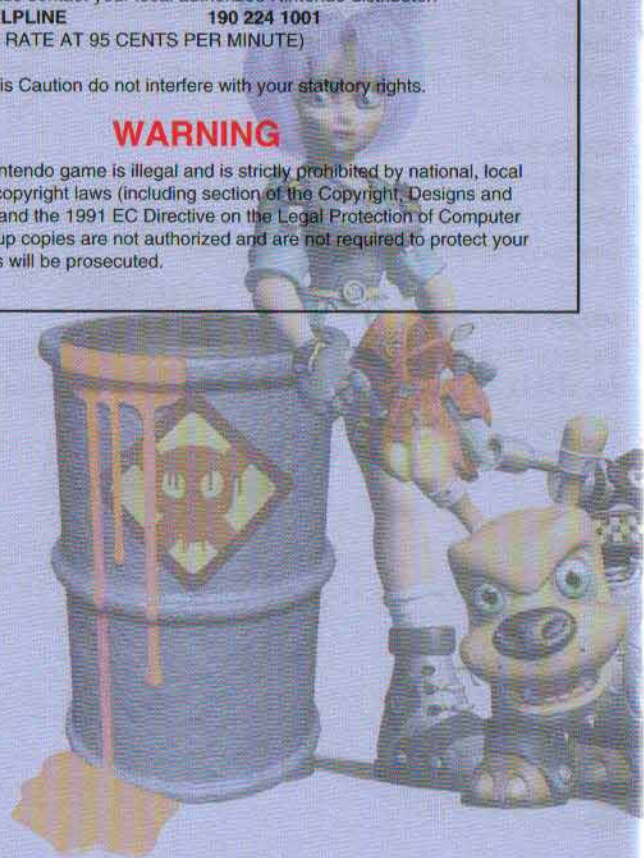 LPLINE 190 224 1001
RATE AT 95 CENTS PER MINUTE)
is Caution do not interfere with your statutory rights.
WARNING
ntendo game is illegal and is strictly prohibited by national, local
copyright laws (including section of the Copyright, Designs and
and the 1991 EC Directive on the Legal Protection of Computer
up copies are not authorized and are not required to protect your
s will be prosecuted.